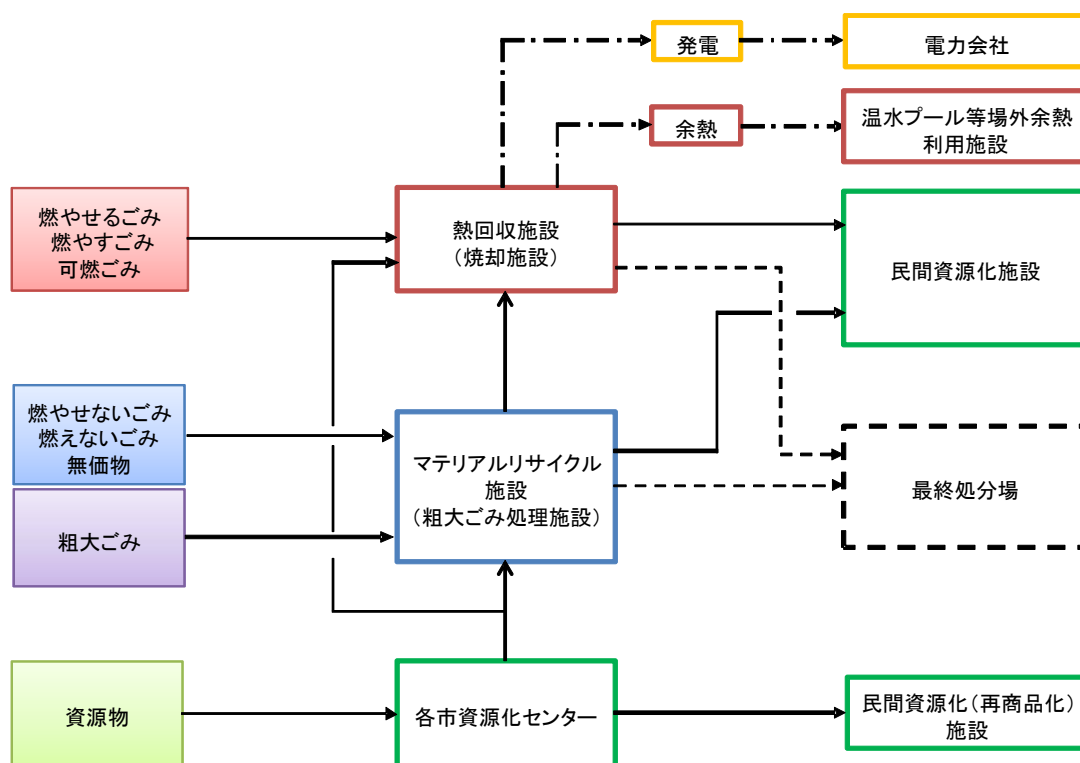 発電
電力会社
余熱
温水プール等場外余熱
利用施設
燃やせるごみ
燃やすごみ
可燃ごみ
熱回収施設
（焼却施設）
民間資源化施設
燃やせないごみ
燃えないごみ
無価物
マテリアルリサイクル
施設
（粗大ごみ処理施設）
最終処分場
粗大ごみ
資源物
各市資源化センター
民間資源化（再商品化）
施設